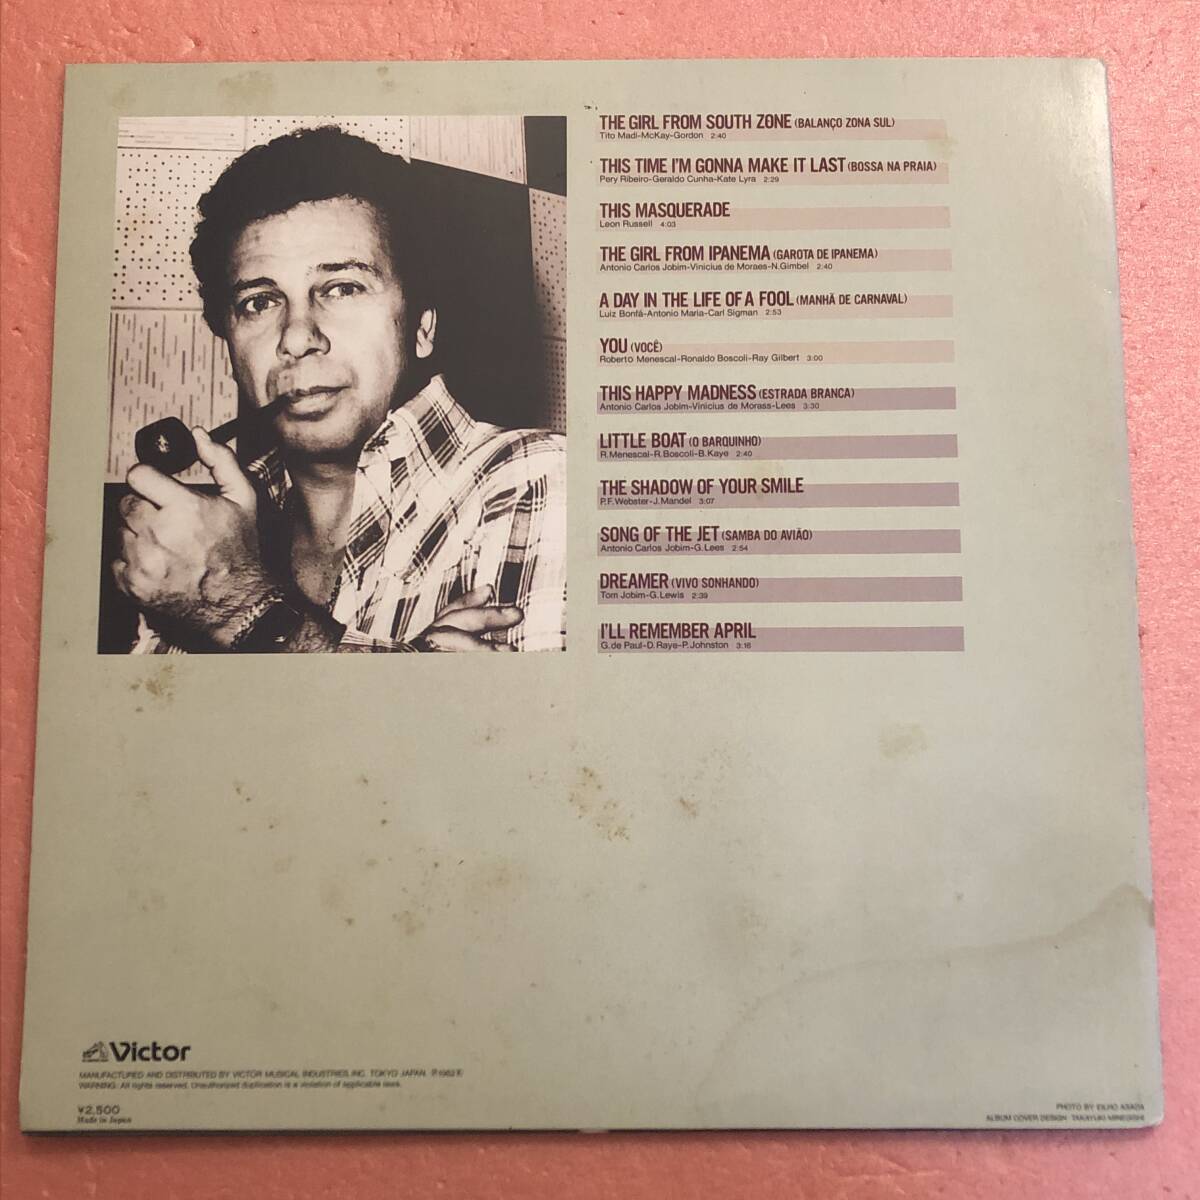 THE GIRL FROM SOUTH ZONE (BALANÇO ZONA SUL)
Tito Madi-McKay-Gordon 2:40
THIS TIME I'M GONNA MAKE IT LAST (BOSSA NA PRAIA)
Pery Ribeiro-Geraldo Cunha-Kate Lyra 2:29
THIS MASQUERADE
Leon Russell 4:03
THE GIRL FROM IPANEMA (GAROTA DE IPANEMA)
Antonio Carlos Jobim-Vinicius de Moraes-N.Gimbel 2:40
A DAY IN THE LIFE OF A FOOL (MANHÃ DE CARNAVAL)
Luiz Bonfá-Antonio Maria-Carl Sigman 2:53
YOU (VOCÊ)
Roberto Menescal-Ronaldo Boscoli-Ray Gilbert 3:00
THIS HAPPY MADNESS (ESTRADA BRANCA)
Antonio Carlos Jobim-Vinicius de Morass-Lees 3:30
LITTLE BOAT (O BARQUINHO)
R.Menescal-R.Boscoli-B.Kaye 2:40
THE SHADOW OF YOUR SMILE
P.F.Webster-J.Mandel 3:07
SONG OF THE JET (SAMBA DO AVIÃO)
Antonio Carlos Jobim-G.Lees 2:54
DREAMER (VIVO SONHANDO)
Tom Jobim-G.Lewis 2:39
I'LL REMEMBER APRIL
G.de Paul-D.Raye-P.Johnston 3:16
Victor
MANUFACTURED AND DISTRIBUTED BY VICTOR MUSICAL INDUSTRIES, INC. TOKYO JAPAN. ℗1982
WARNING: All rights reserved. Unauthorized duplication is a violation of applicable laws.
¥2,500
Made in Japan
PHOTO BY EILHO ASADA
ALBUM COVER DESIGN: TAKAYUKI MINEGISHI